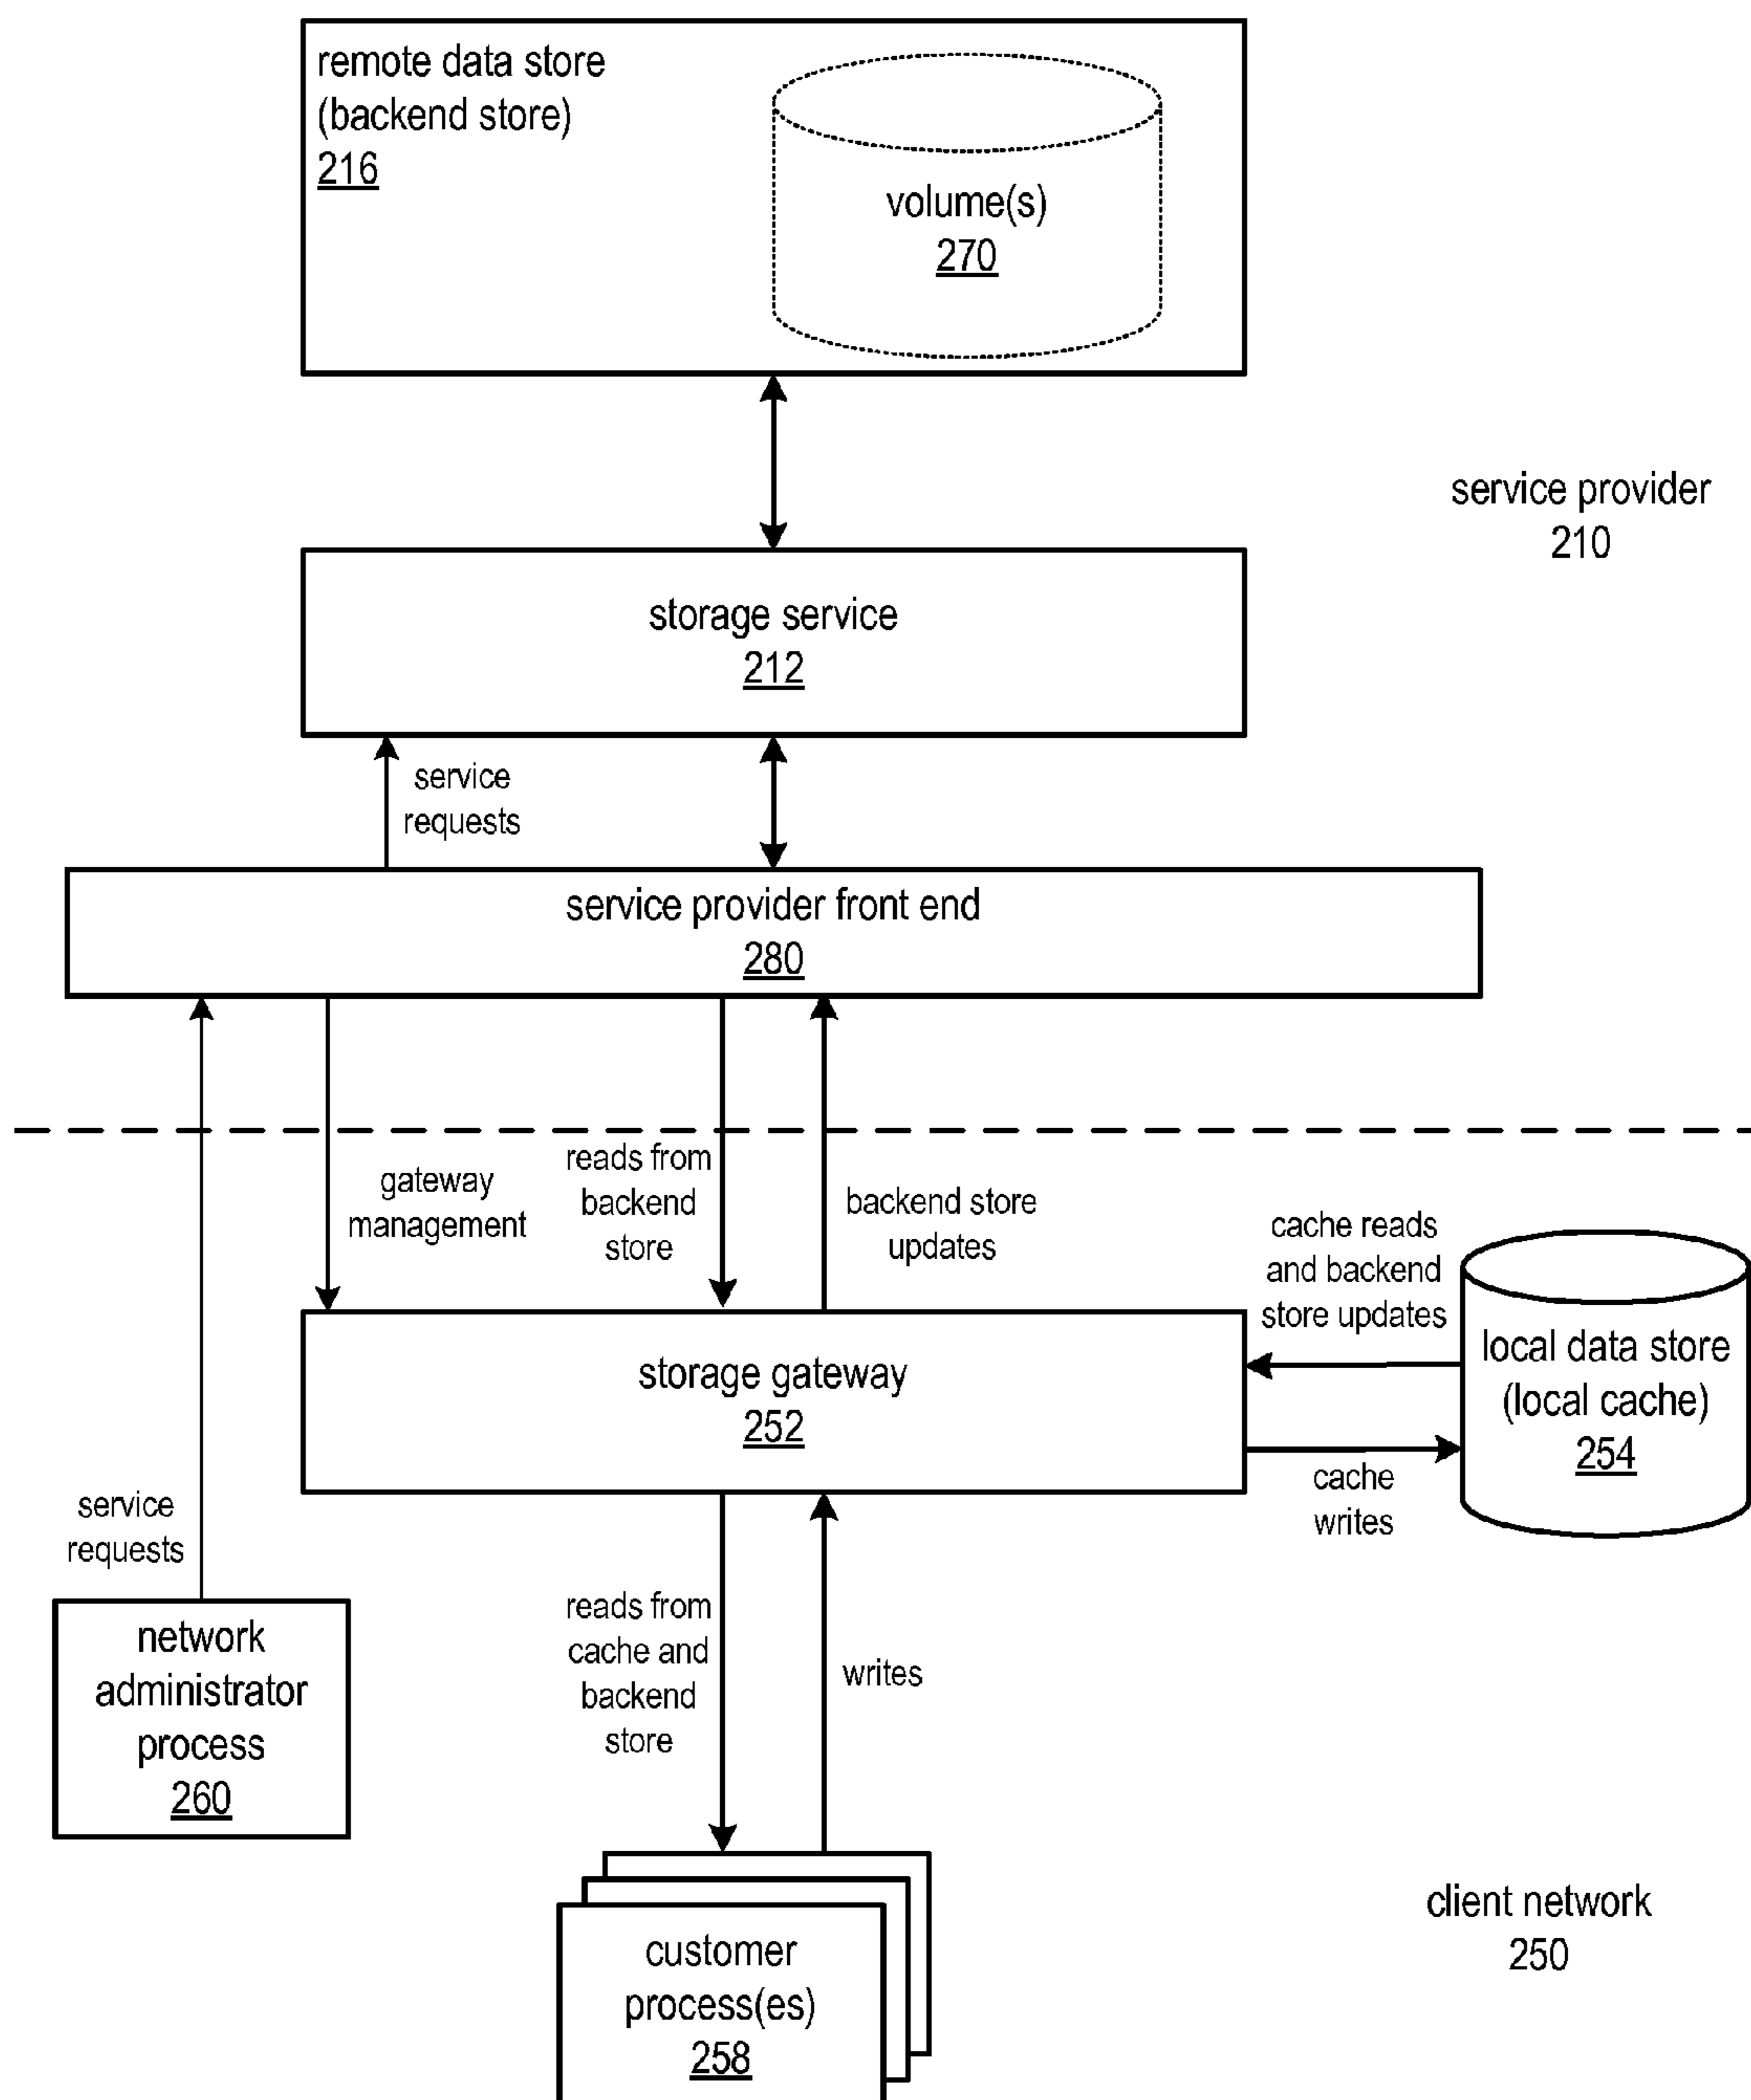 remote data store
(backend store)
216
volume(s)
270
service provider
210
storage service
212
service
requests
service provider front end
280
gateway
management
reads from
backend
store
backend store
updates
cache reads
and backend
store updates
local data store
(local cache)
254
storage gateway
252
cache
writes
service
requests
network
administrator
process
260
reads from
cache and
backend
store
writes
client network
250
customer
process(es)
258